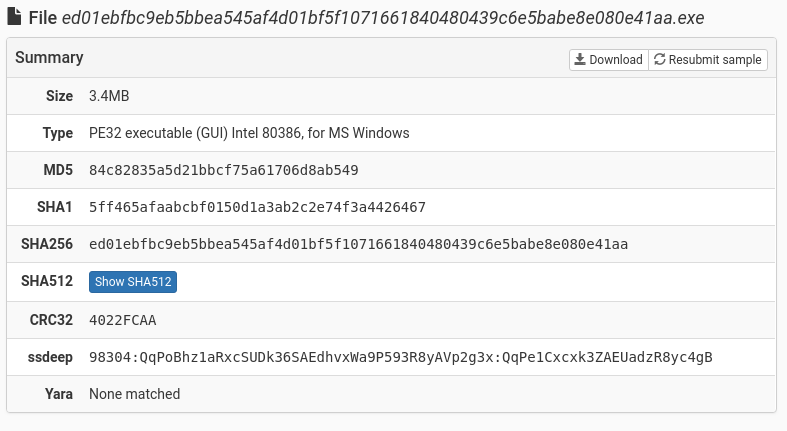 File ed01ebfbc9eb5bbea545af4d01bf5f1071661840480439c6e5babe8e080e41aa.exe
Summary
Download Resubmit sample
Size 3.4MB
Type PE32 executable (GUI) Intel 80386, for MS Windows
MD5 84c82835a5d21bbcf75a61706d8ab549
SHA1 5ff465afaabcbf0150d1a3ab2c2e74f3a4426467
SHA256 ed01ebfbc9eb5bbea545af4d01bf5f1071661840480439c6e5babe8e080e41aa
SHA512 Show SHA512
CRC32 4022FCAA
ssdeep 98304:QqPoBhz1aRxcSUDk36SAEdhvxWa9P593R8yAVp2g3x:QqPe1Cxcxk3ZAEUadzR8yc4gB
Yara None matched